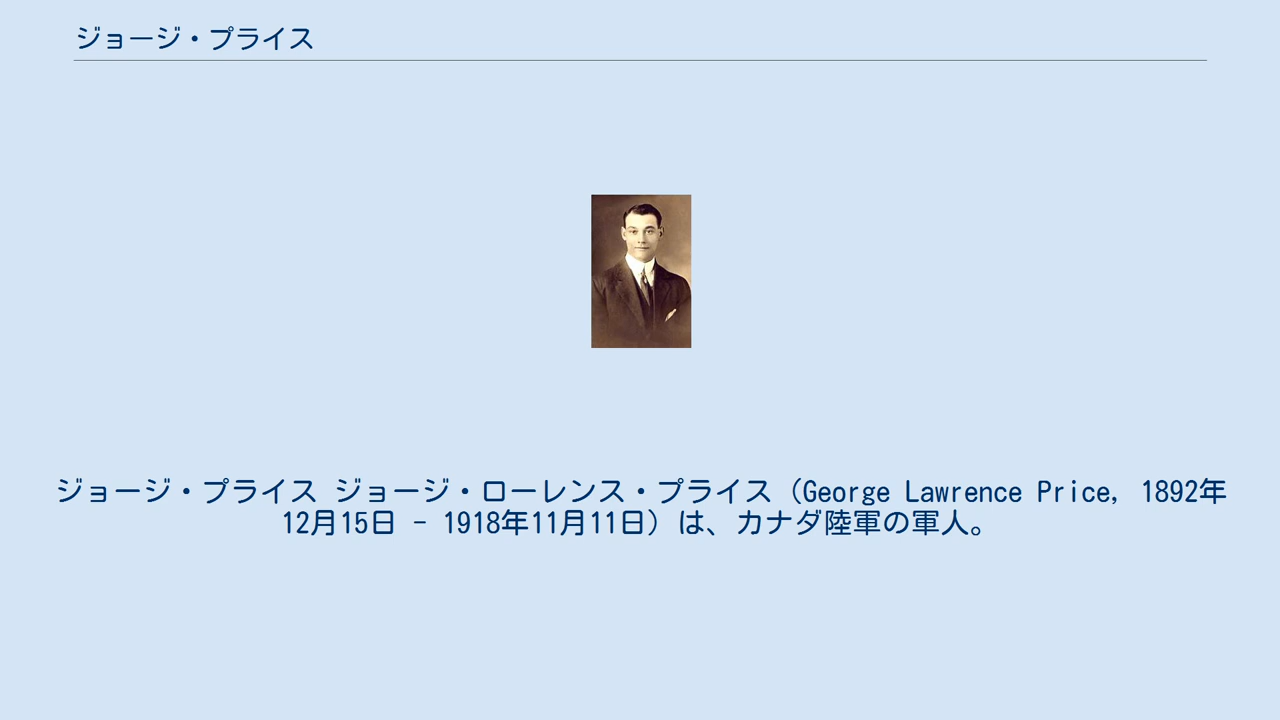 ジョージ・プライス
ジョージ・プライス ジョージ・ローレンス・プライス（George Lawrence Price, 1892年
12月15日 - 1918年11月11日）は、カナダ陸軍の軍人。